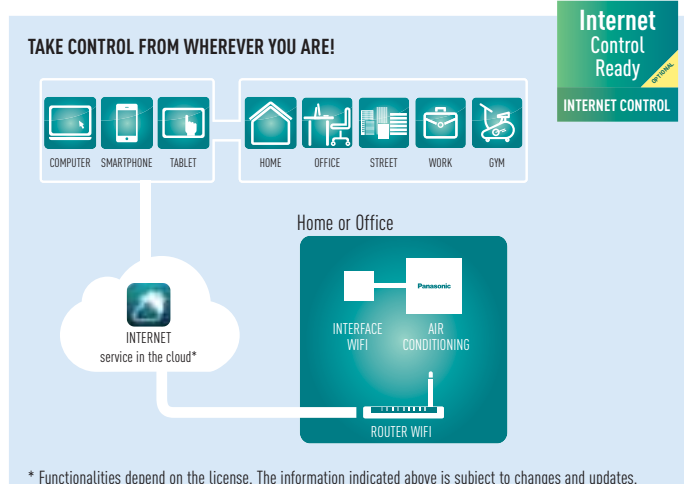 Internet
Control
Ready
OPTIONAL
INTERNET CONTROL
TAKE CONTROL FROM WHEREVER YOU ARE!
COMPUTER SMARTPHONE TABLET HOME OFFICE STREET WORK GYM
Home or Office
Panasonic
INTERFACE
WIFI
AIR
CONDITIONING
INTERNET
service in the cloud*
ROUTER WIFI
* Functionalities depend on the license. The information indicated above is subject to changes and updates.